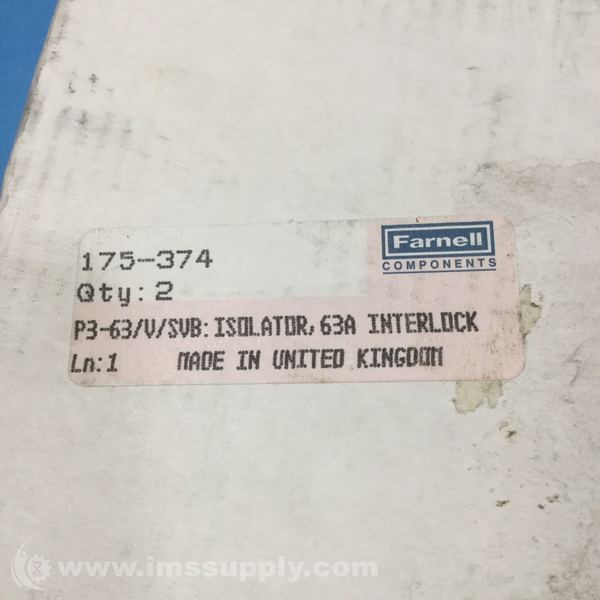 Farnell
COMPONENTS
175-374
Qty: 2
P3-63/V/SVB: ISOLATOR, 63A INTERLOCK
Ln: 1 MADE IN UNITED KINGDOM
www.imssupply.com